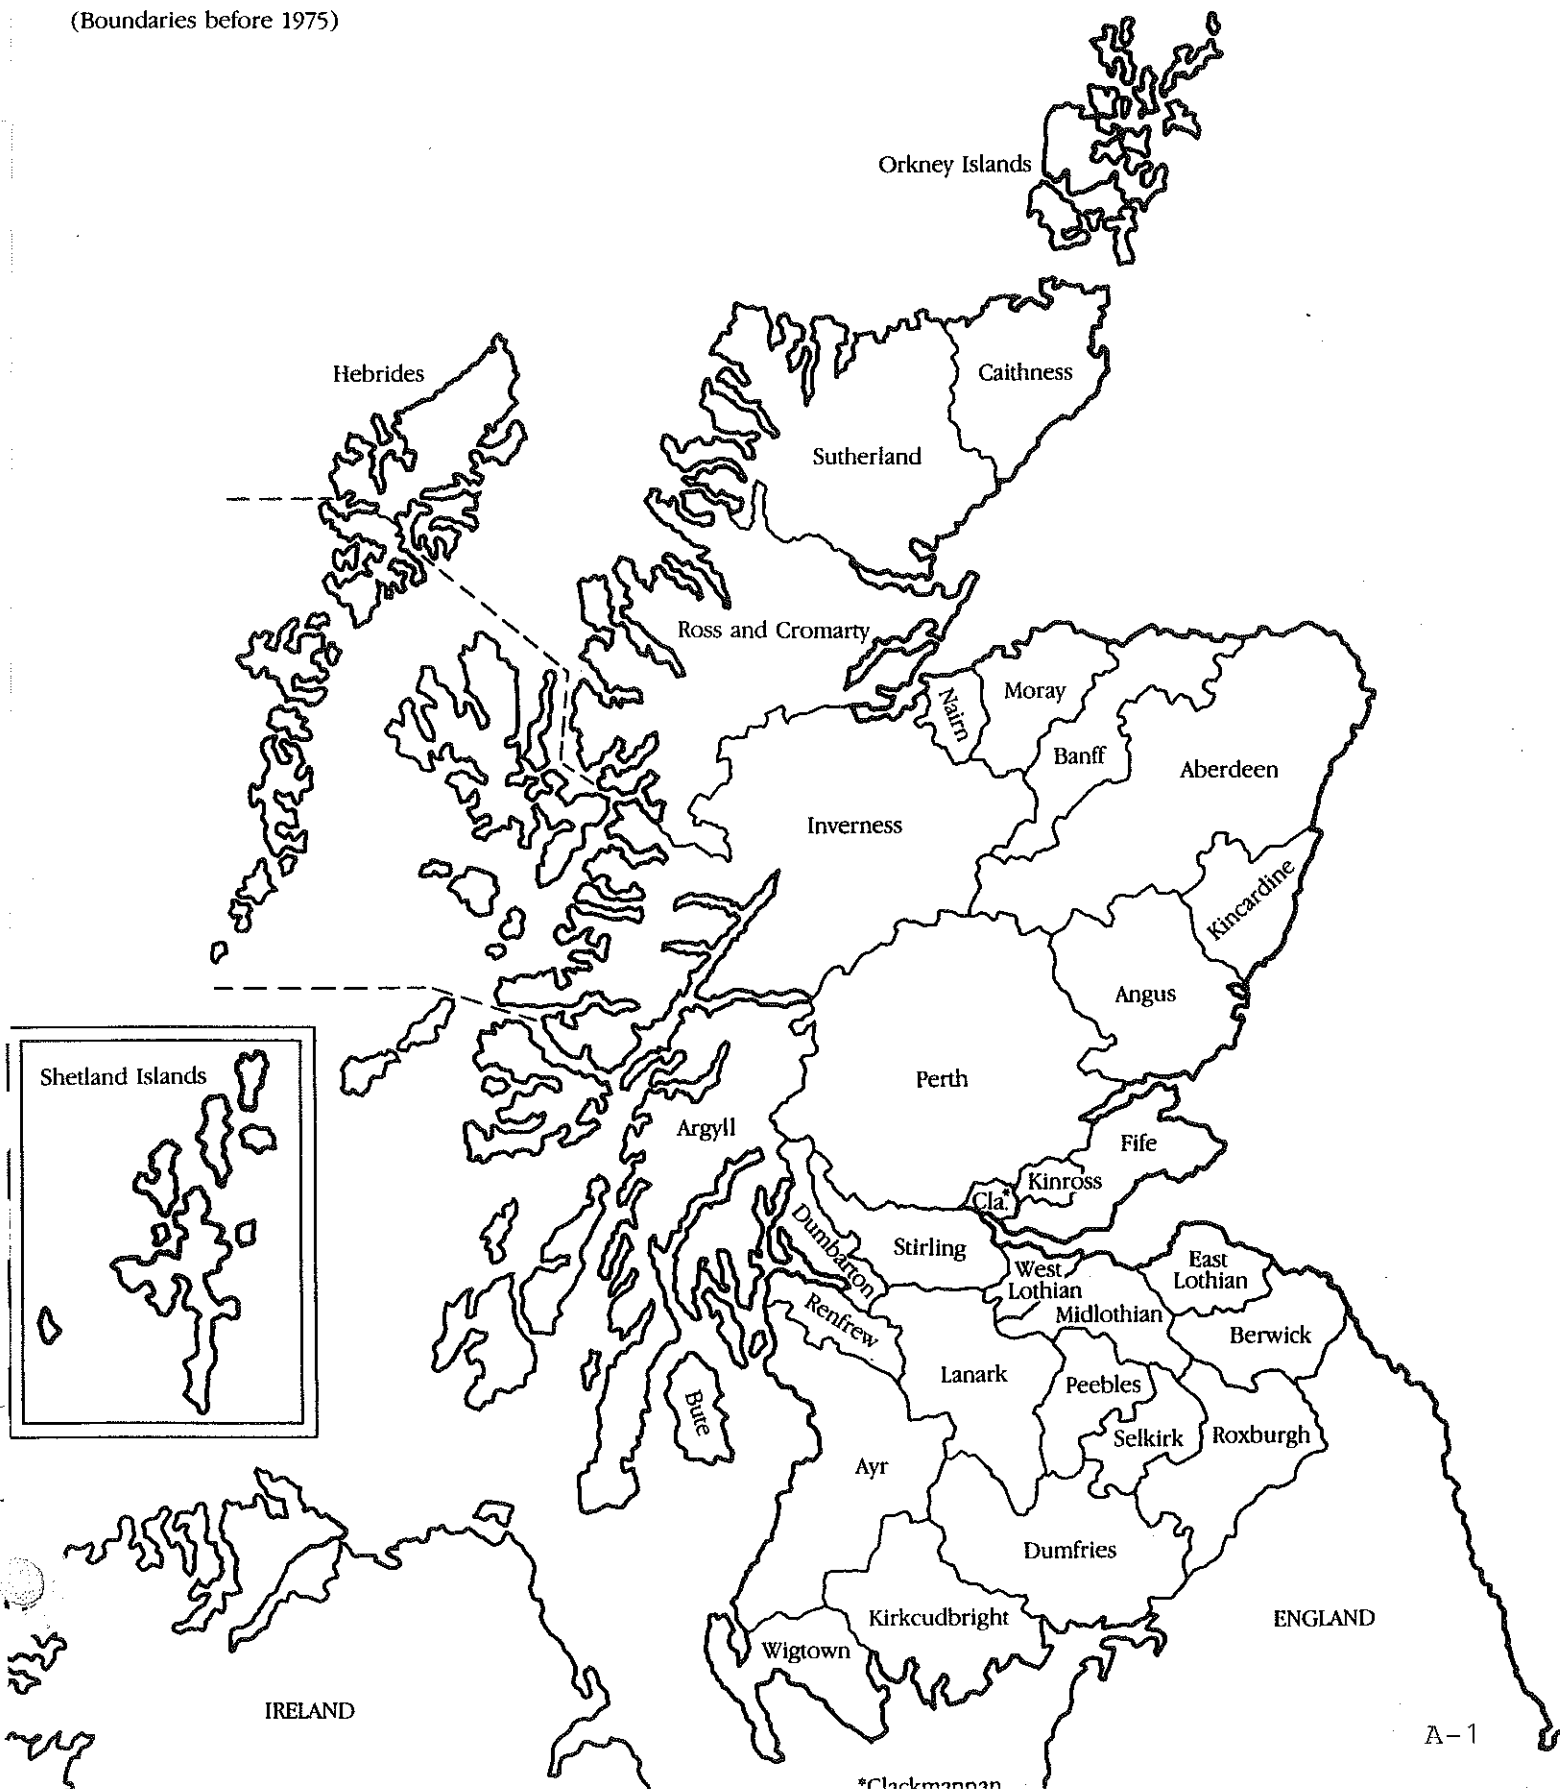 (Boundaries before 1975)
Orkney Islands
Hebrides
Caithness
Sutherland
Ross and Cromarty
Moray
Nairn
Banff
Aberdeen
Inverness
Kincardine
Angus
Shetland Islands
Perth
Argyll
Fife
Kinross
Cla.*
Dumbarton
Stirling
West
Lothian
East
Lothian
Midlothian
Renfrew
Berwick
Lanark
Peebles
Bute
Selkirk
Roxburgh
Ayr
Dumfries
Kirkcudbright
ENGLAND
Wigtown
IRELAND
A-1
*Clackmannan